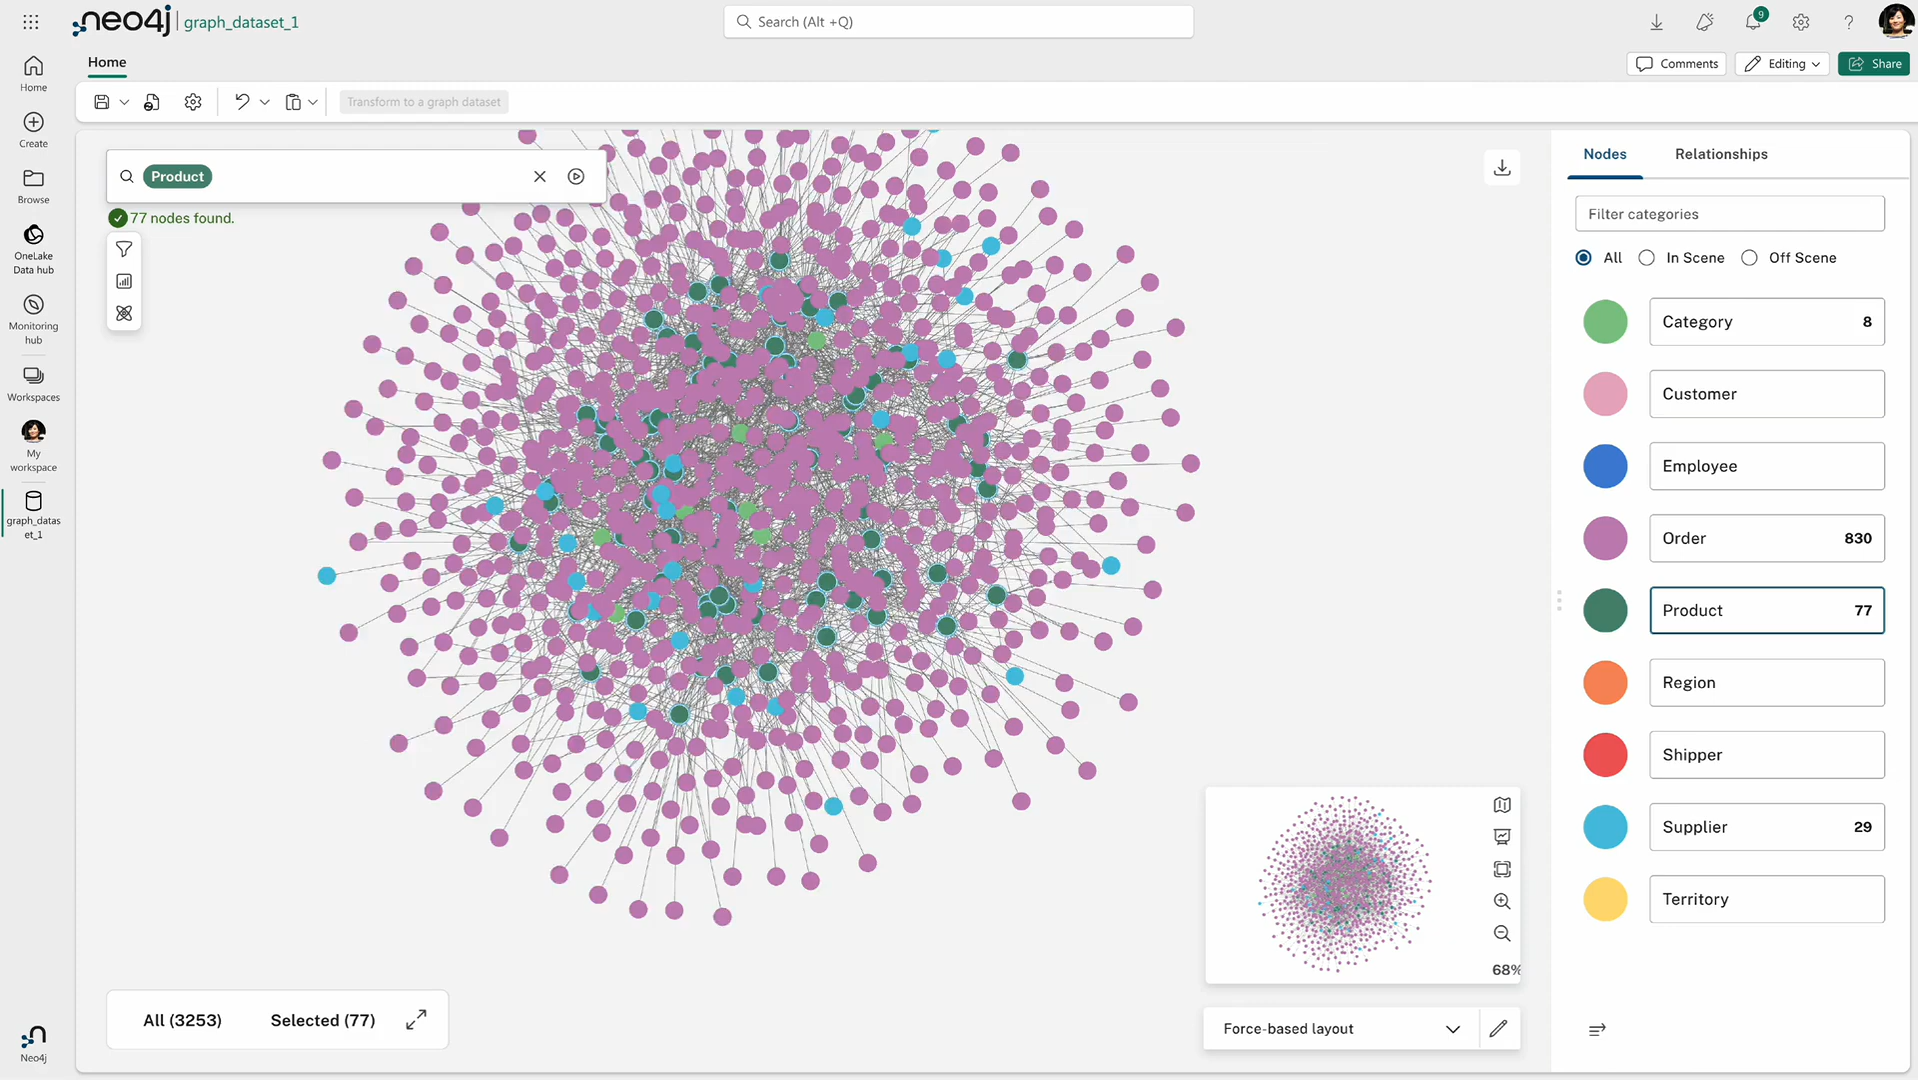 neo4j graph_dataset_1
Search (Alt +Q)
9
Home
Comments
Editing
Share
Transform to a graph dataset
Home
Create
Browse
OneLake
Data hub
Monitoring
hub
Workspaces
My
workspace
graph_datas
et_1
Neo4j
Product
77 nodes found.
All (3253)
Selected (77)
68%
Force-based layout
Nodes
Relationships
Filter categories
All
In Scene
Off Scene
Category 8
Customer
Employee
Order 830
Product 77
Region
Shipper
Supplier 29
Territory